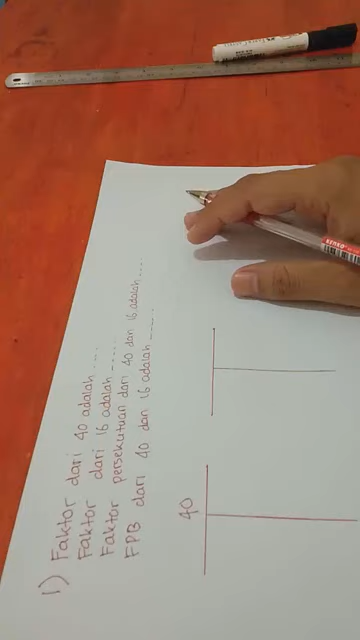 1) Faktor dari 40 adalah ....
Faktor dari 16 adalah .....
Faktor persekutuan dari 40 dan 16 adalah ....
FPB dari 40 dan 16 adalah .....
40
KENKO